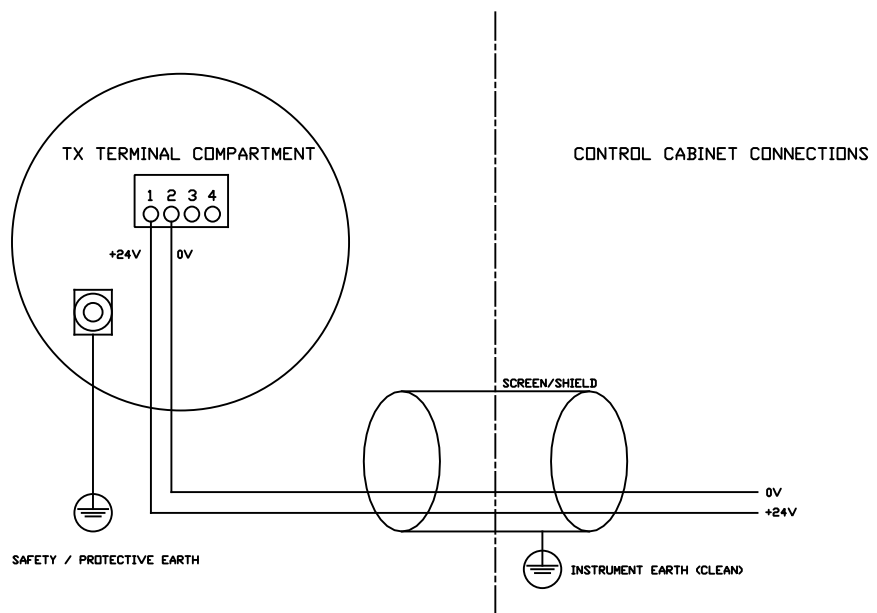 TX TERMINAL COMPARTMENT
CONTROL CABINET CONNECTIONS
1 2 3 4
+24V
0V
SCREEN/SHIELD
0V
+24V
SAFETY / PROTECTIVE EARTH
INSTRUMENT EARTH (CLEAN)